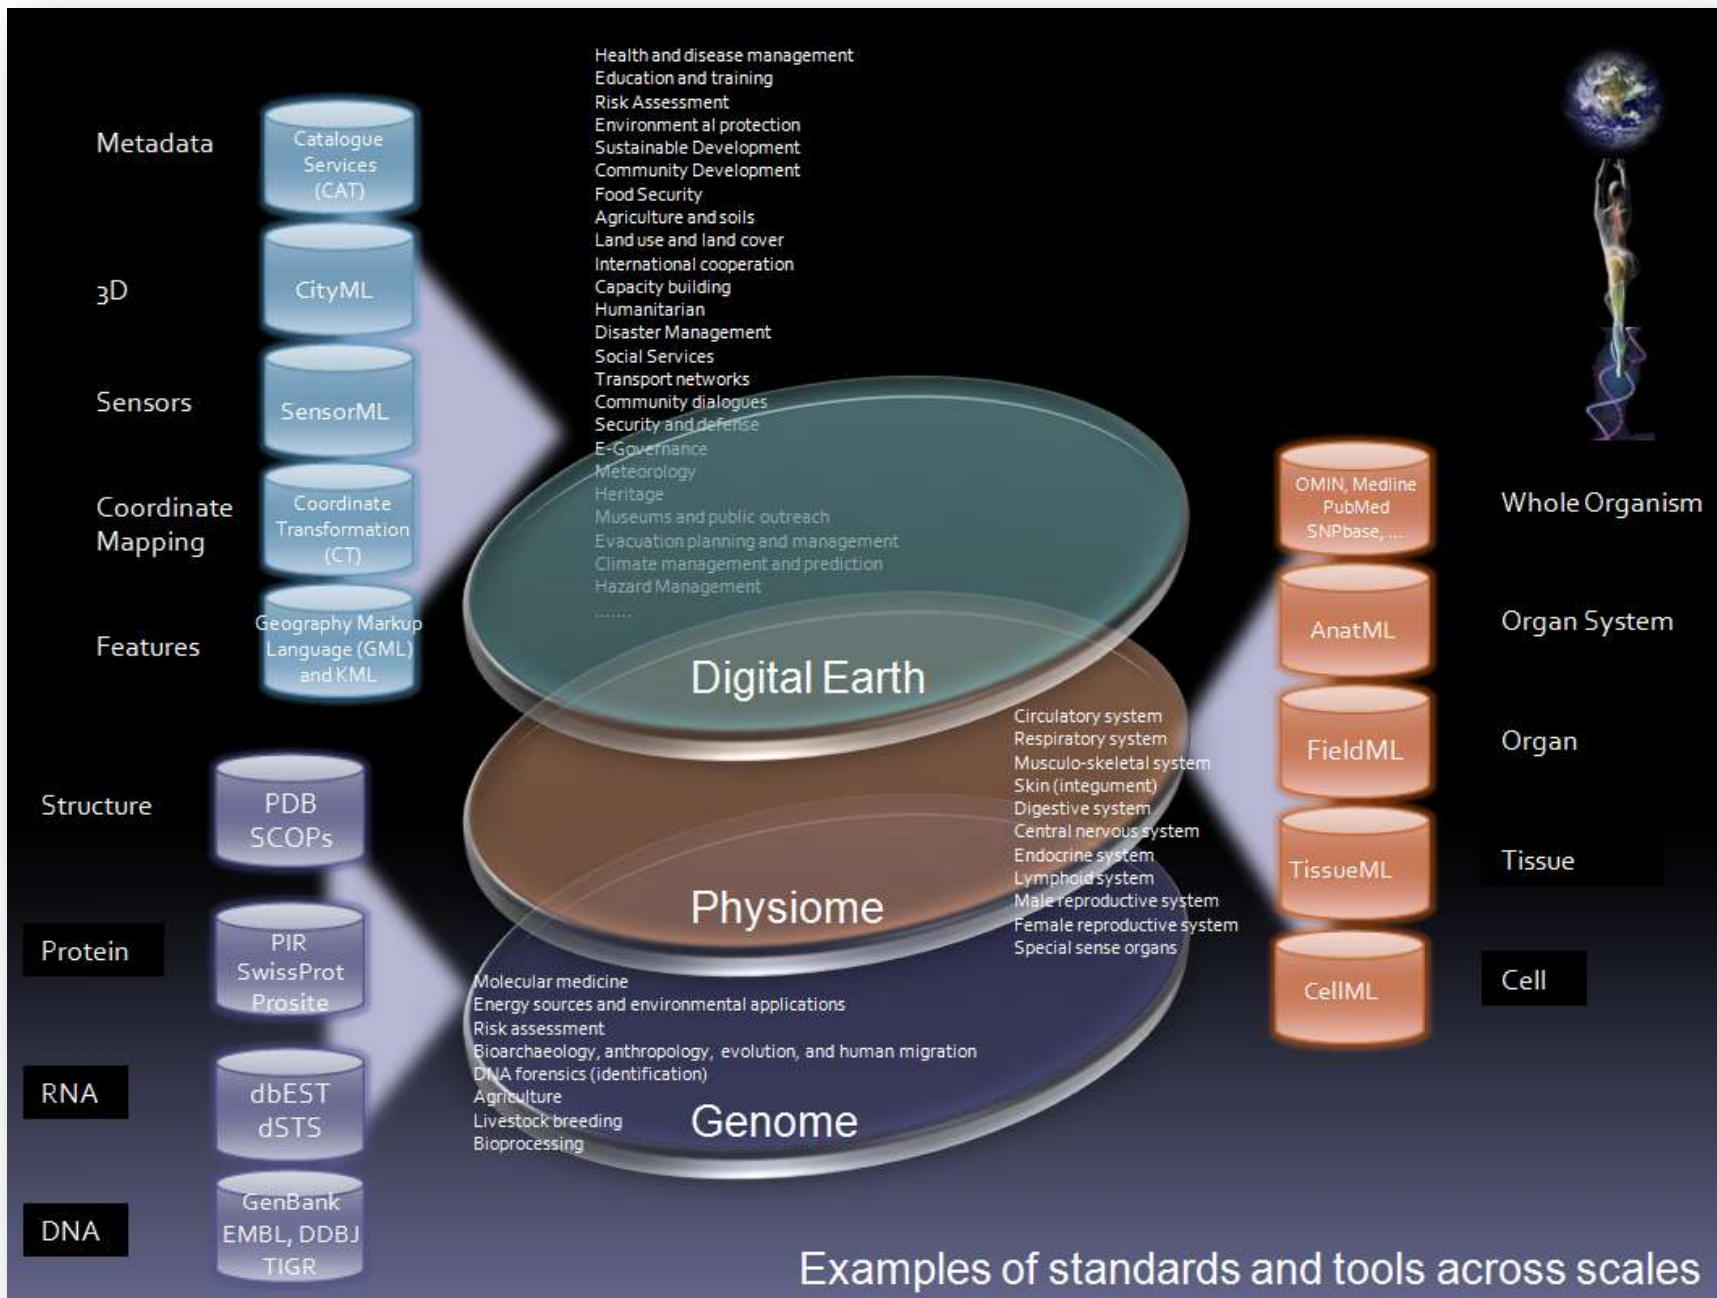 Health and disease management
Education and training
Risk Assessment
Environment al protection
Sustainable Development
Community Development
Food Security
Agriculture and soils
Land use and land cover
International cooperation
Capacity building
Humanitarian
Disaster Management
Social Services
Transport networks
Community dialogues
Security and defense
E-Governance
Meteorology
Heritage
Museums and public outreach
Evacuation planning and management
Climate management and prediction
Hazard Management
.......
Digital Earth
Metadata
Catalogue
Services
(CAT)
3D
CityML
Sensors
SensorML
Coordinate
Mapping
Coordinate
Transformation
(CT)
Features
Geography Markup
Language (GML)
and KML
OMIN, Medline
PubMed
SNPbase, ...
Whole Organism
AnatML
Organ System
FieldML
Organ
TissueML
Tissue
CellML
Cell
Circulatory system
Respiratory system
Musculo-skeletal system
Skin (integument)
Digestive system
Central nervous system
Endocrine system
Lymphoid system
Male reproductive system
Female reproductive system
Special sense organs
Physiome
Structure
PDB
SCOPs
Protein
PIR
SwissProt
Prosite
RNA
dbEST
dSTS
DNA
GenBank
EMBL, DDBJ
TIGR
Molecular medicine
Energy sources and environmental applications
Risk assessment
Bioarchaeology, anthropology, evolution, and human migration
DNA forensics (identification)
Agriculture
Livestock breeding
Bioprocessing
Genome
Examples of standards and tools across scales